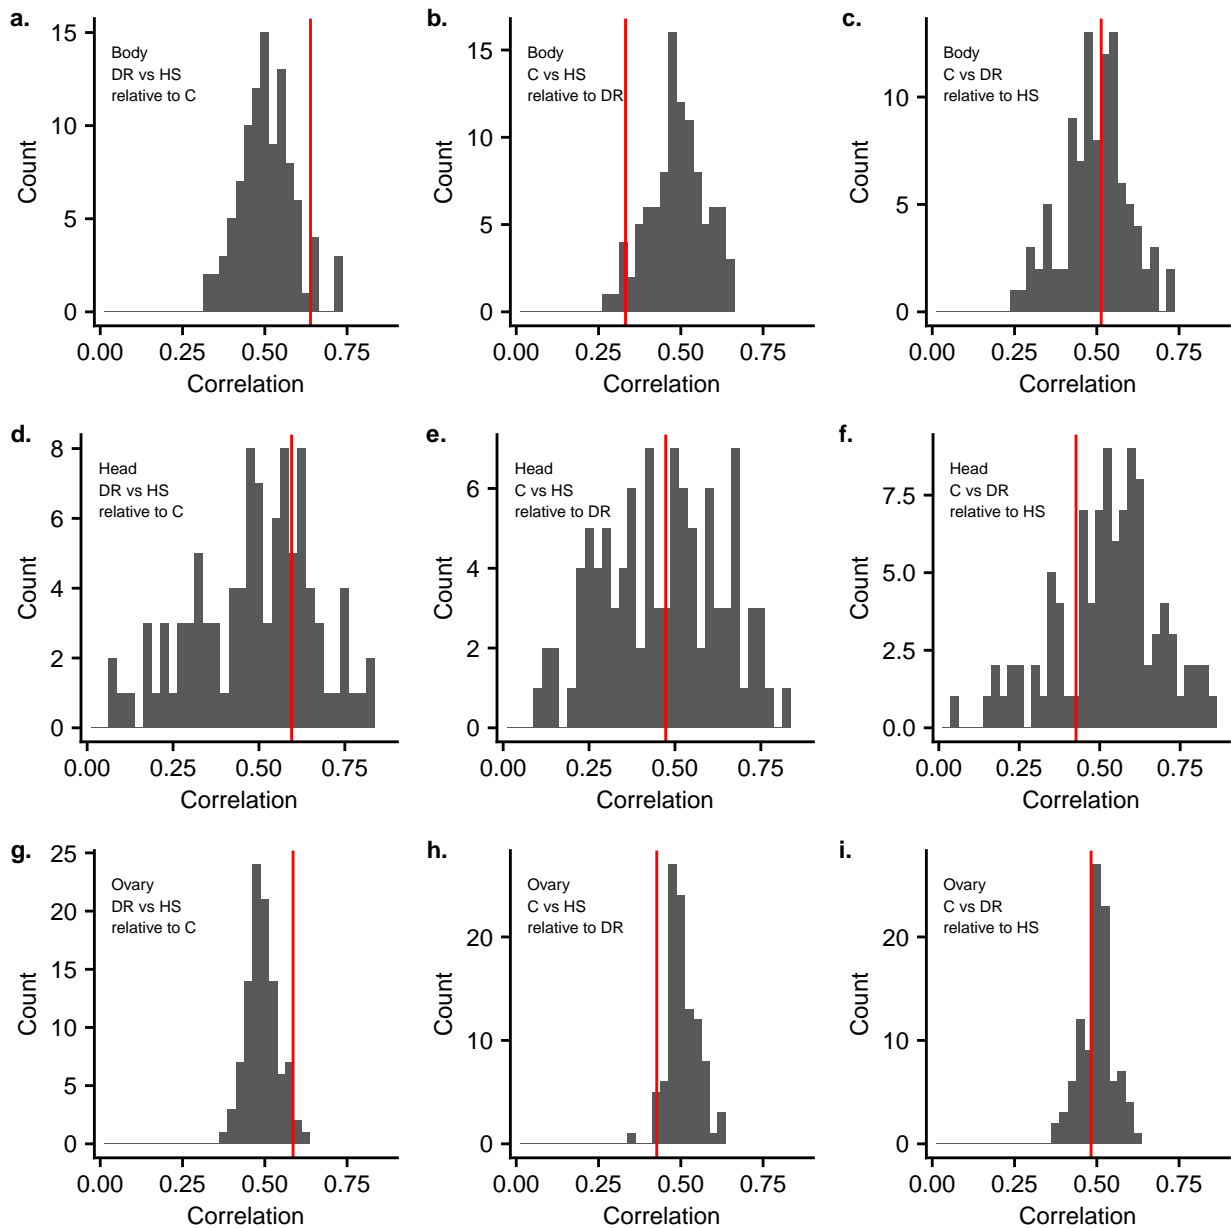 a.
Body
DR vs HS
relative to C
15
10
5
0
Count
0.00 0.25 0.50 0.75
Correlation
b.
Body
C vs HS
relative to DR
15
10
5
0
Count
0.00 0.25 0.50 0.75
Correlation
c.
Body
C vs DR
relative to HS
10
5
0
Count
0.00 0.25 0.50 0.75
Correlation
d.
Head
DR vs HS
relative to C
8
6
4
2
0
Count
0.00 0.25 0.50 0.75
Correlation
e.
Head
C vs HS
relative to DR
6
4
2
0
Count
0.00 0.25 0.50 0.75
Correlation
f.
Head
C vs DR
relative to HS
7.5
5.0
2.5
0.0
Count
0.00 0.25 0.50 0.75
Correlation
g.
Ovary
DR vs HS
relative to C
25
20
15
10
5
0
Count
0.00 0.25 0.50 0.75
Correlation
h.
Ovary
C vs HS
relative to DR
20
10
0
Count
0.00 0.25 0.50 0.75
Correlation
i.
Ovary
C vs DR
relative to HS
20
10
0
Count
0.00 0.25 0.50 0.75
Correlation